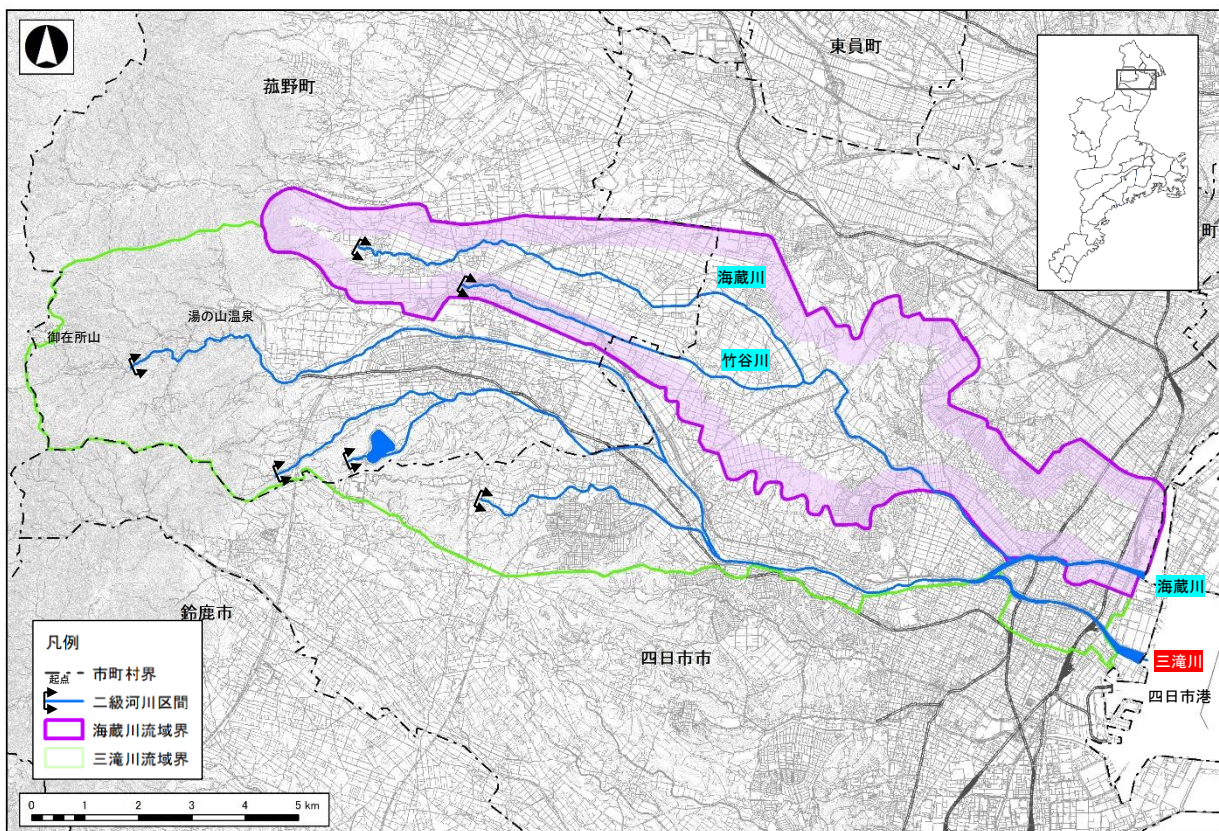 東員町
菰野町
町
海蔵川
湯の山温泉
御在所山
竹谷川
海蔵川
鈴鹿市
四日市市
三滝川
四日市港
凡例
起点
市町村界
二級河川区間
海蔵川流域界
三滝川流域界
0 1 2 3 4 5 km